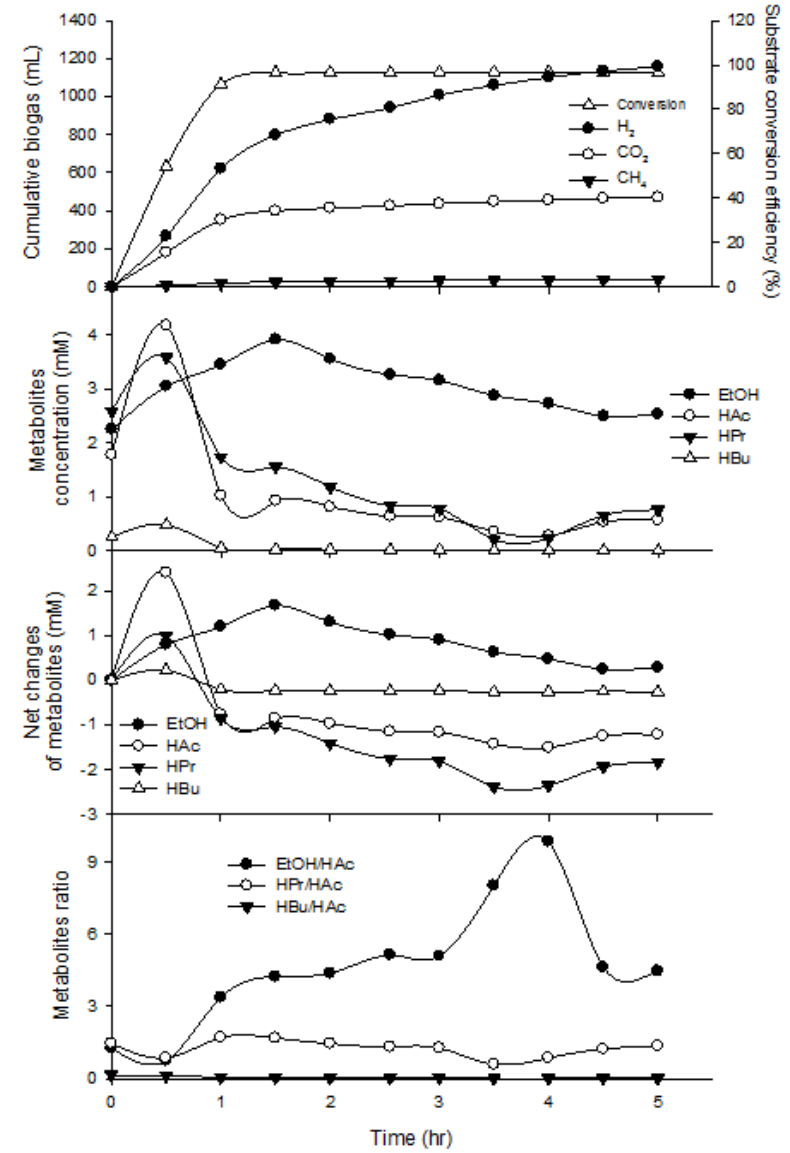 Cumulative biogas (mL)
1400
1200
1000
800
600
400
200
0
120
100
80
60
40
20
0
Substrate conversion efficiency (%)
Conversion
H2
CO2
CH4
Metabolites
concentration (mM)
4
3
2
1
0
EtOH
HAc
HPr
HBu
Net changes
of metabolites (mM)
2
1
0
-1
-2
-3
EtOH
HAc
HPr
HBu
Metabolites ratio
9
6
3
0
EtOH/HAc
HPr/HAc
HBu/HAc
0 1 2 3 4 5
Time (hr)